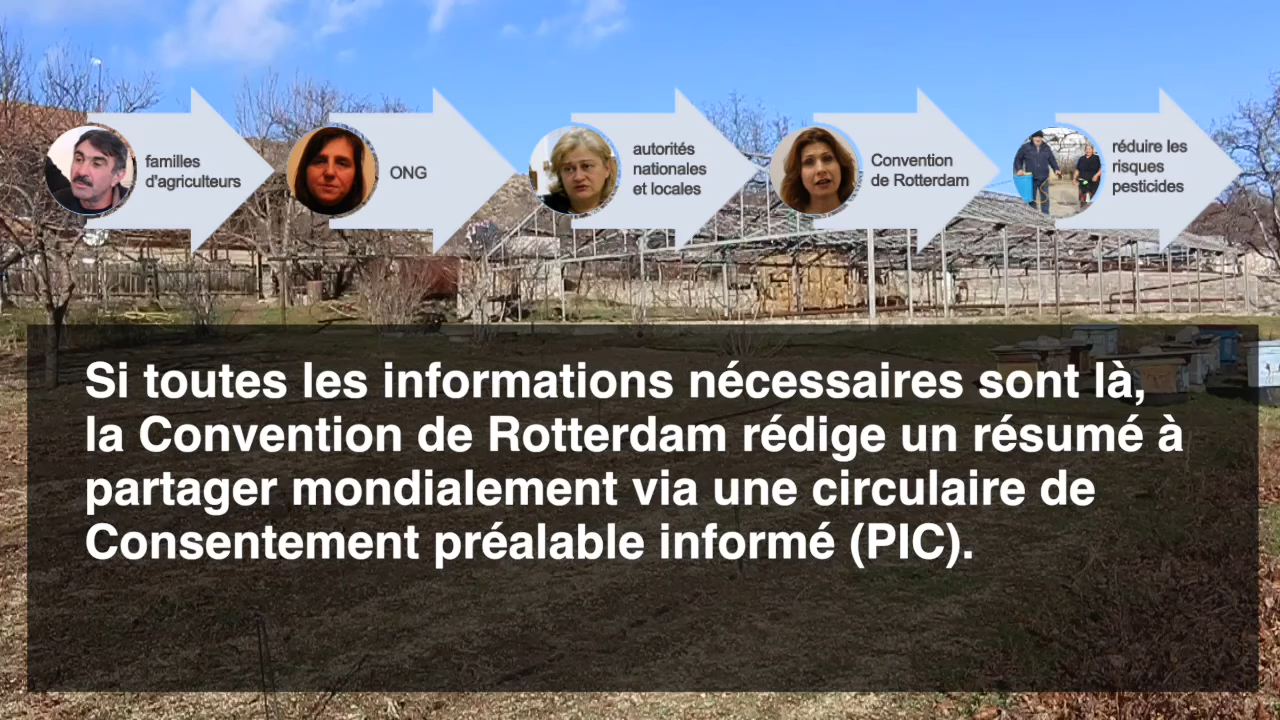 familles
d'agriculteurs
ONG
autorités
nationales
et locales
Convention
de Rotterdam
réduire les
risques
pesticides
Si toutes les informations nécessaires sont là,
la Convention de Rotterdam rédige un résumé à
partager mondialement via une circulaire de
Consentement préalable informé (PIC).